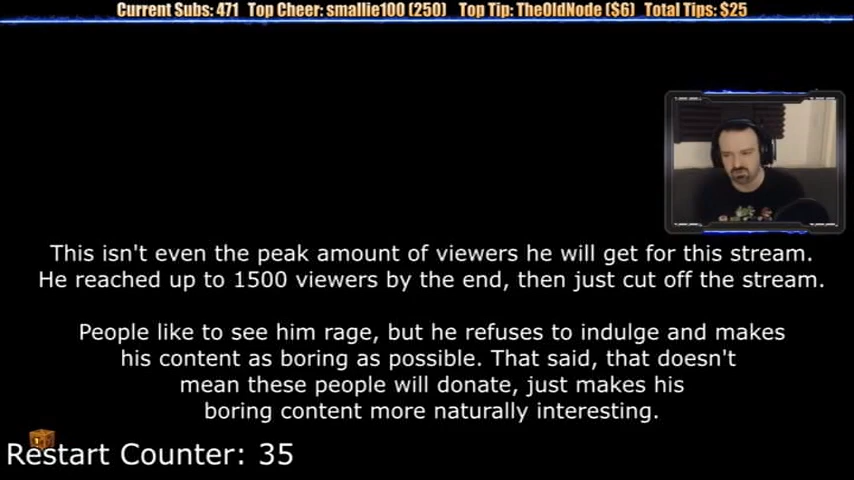 Current Subs: 471 Top Cheer: smallie100 (250) Top Tip: TheOldNode ($6) Total Tips: $25
This isn't even the peak amount of viewers he will get for this stream.
He reached up to 1500 viewers by the end, then just cut off the stream.
People like to see him rage, but he refuses to indulge and makes
his content as boring as possible. That said, that doesn't
mean these people will donate, just makes his
boring content more naturally interesting.
Restart Counter: 35